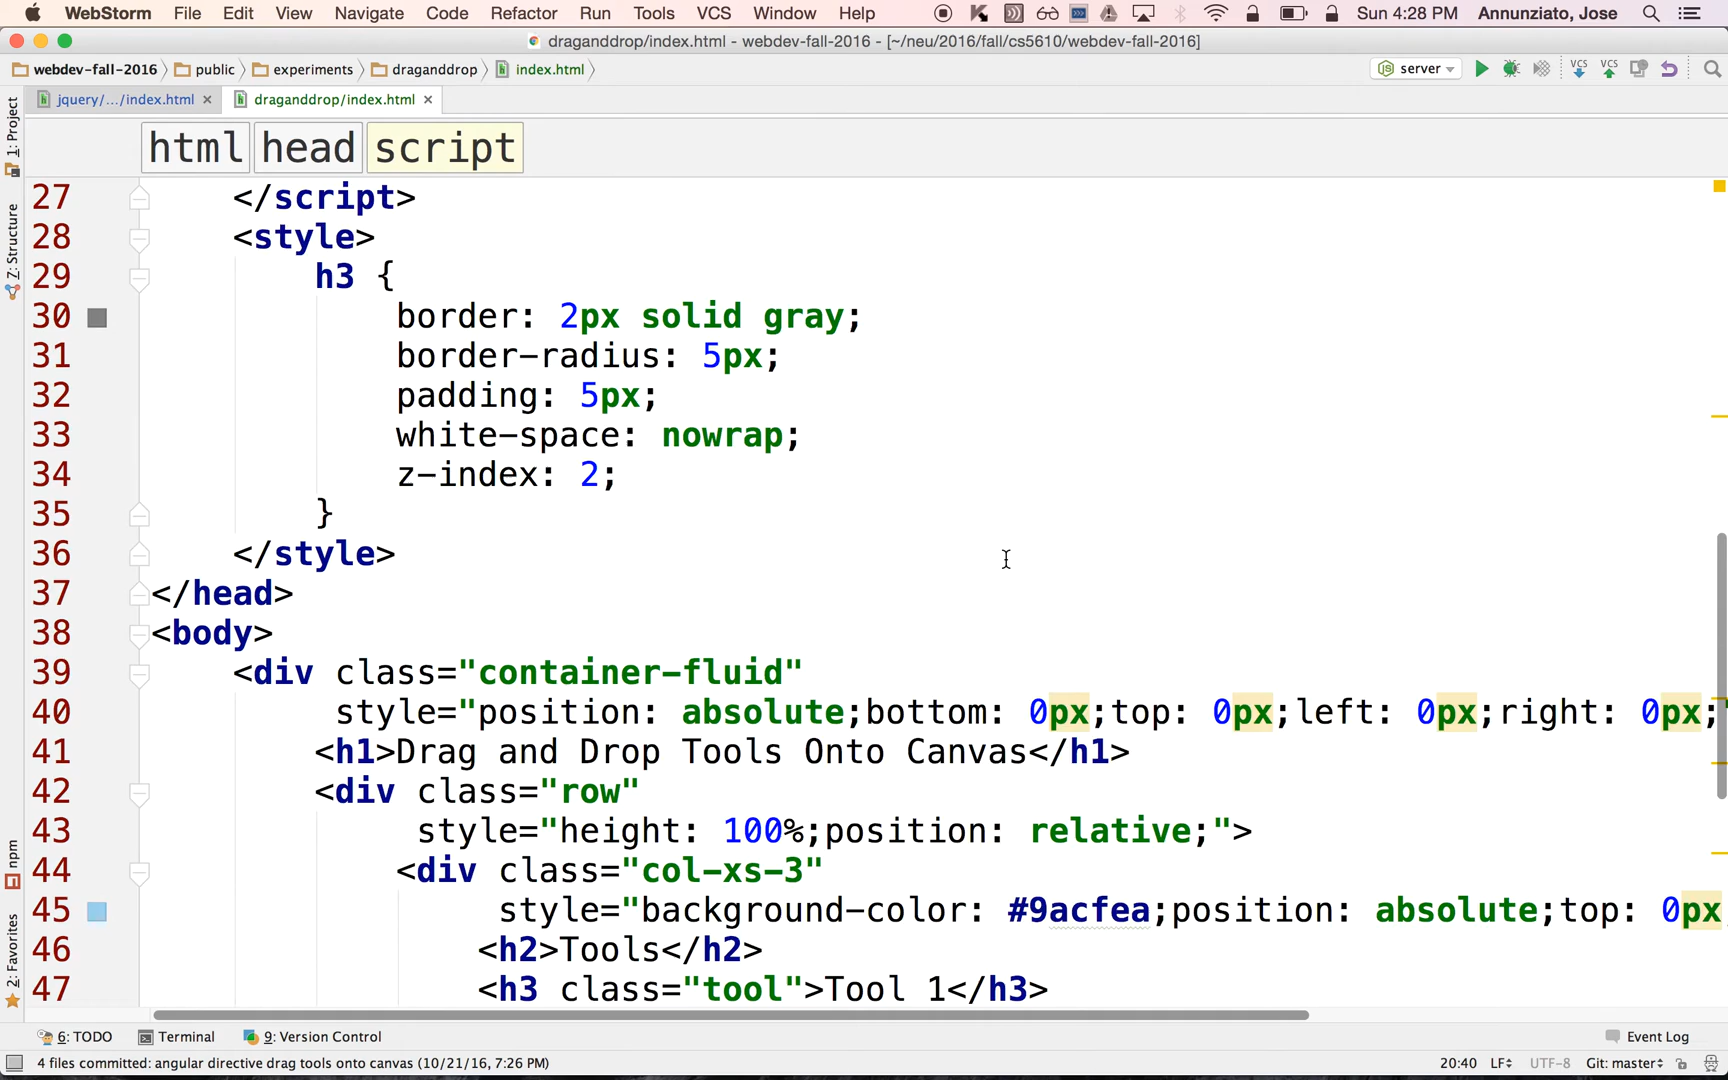 WebStorm File Edit View Navigate Code Refactor Run Tools VCS Window Help Sun 4:28 PM Annunziato, Jose
draganddrop/index.html - webdev-fall-2016 - [~/neu/2016/fall/cs5610/webdev-fall-2016]
webdev-fall-2016 public experiments draganddrop index.html server VCS VCS
jquery/.../index.html draganddrop/index.html
1: Project
Z: Structure
npm
2: Favorites
html head script
27 </script>
28 <style>
29 h3 {
30 border: 2px solid gray;
31 border-radius: 5px;
32 padding: 5px;
33 white-space: nowrap;
34 z-index: 2;
35 }
36 </style>
37 </head>
38 <body>
39 <div class="container-fluid"
40 style="position: absolute;bottom: 0px;top: 0px;left: 0px;right: 0px;"
41 <h1>Drag and Drop Tools Onto Canvas</h1>
42 <div class="row"
43 style="height: 100%;position: relative;">
44 <div class="col-xs-3"
45 style="background-color: #9acfea;position: absolute;top: 0px
46 <h2>Tools</h2>
47 <h3 class="tool">Tool 1</h3>
6: TODO Terminal 9: Version Control Event Log
4 files committed: angular directive drag tools onto canvas (10/21/16, 7:26 PM) 20:40 LF UTF-8 Git: master